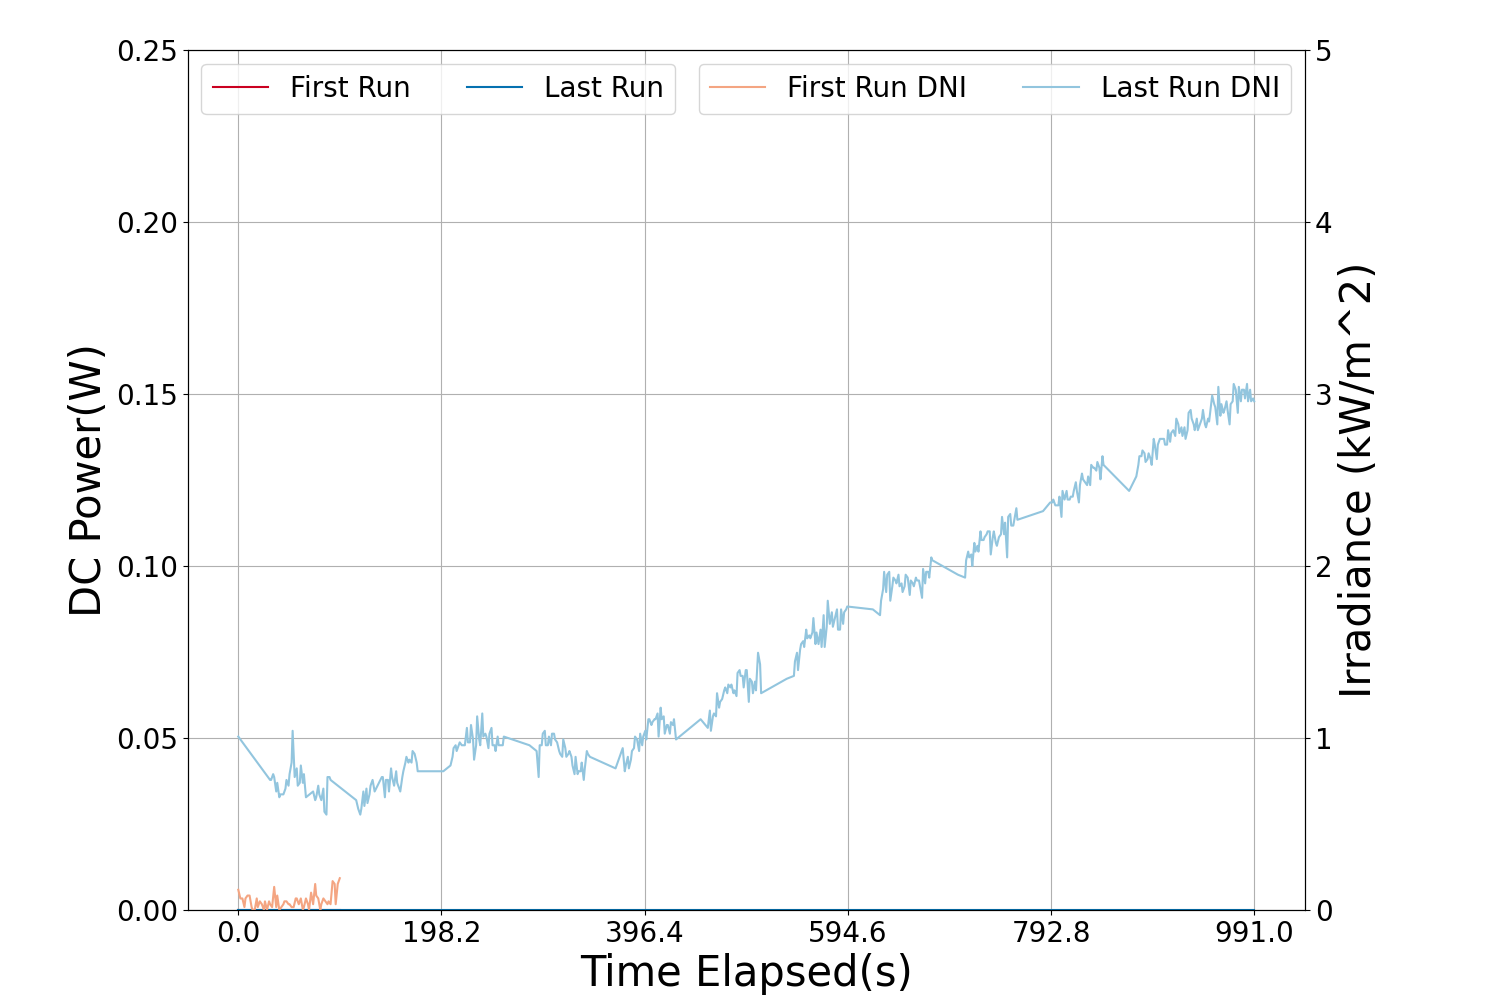 0.25
0.20
0.15
0.10
0.05
0.00
DC Power(W)
First Run
Last Run
First Run DNI
Last Run DNI
5
4
3
2
1
0
Irradiance (kW/m^2)
0.0 198.2 396.4 594.6 792.8 991.0
Time Elapsed(s)